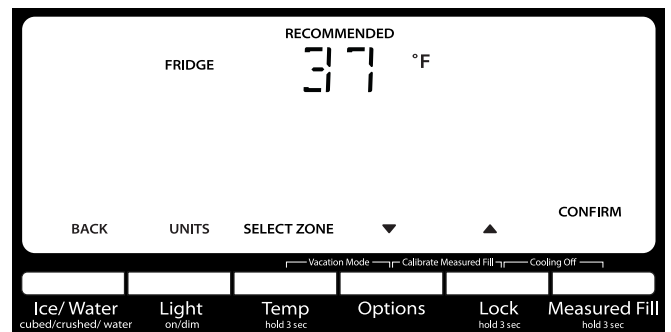 RECOMMENDED
FRIDGE 37 °F
CONFIRM
BACK UNITS SELECT ZONE ▼ ▲
Vacation Mode Calibrate Measured Fill Cooling Off
Ice/ Water Light Temp Options Lock Measured Fill
cubed/crushed/ water on/dim hold 3 sec hold 3 sec hold 3 sec